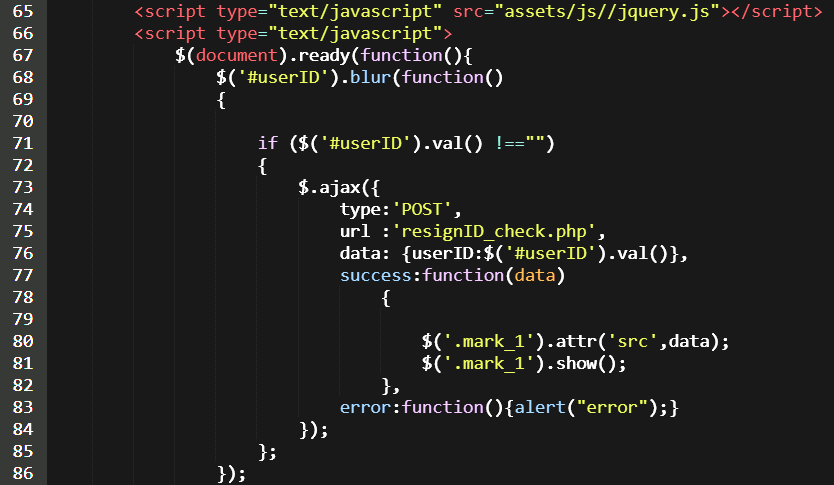 65 <script type="text/javascript" src="assets/js//jquery.js"></script>
66 <script type="text/javascript">
67 $(document).ready(function(){
68 $('#userID').blur(function()
69 {
70
71 if ($('#userID').val() !=="")
72 {
73 $.ajax({
74 type:'POST',
75 url :'resignID_check.php',
76 data: {userID:$('#userID').val()},
77 success:function(data)
78 {
79
80 $('.mark_1').attr('src',data);
81 $('.mark_1').show();
82 },
83 error:function(){alert("error");}
84 });
85 };
86 });